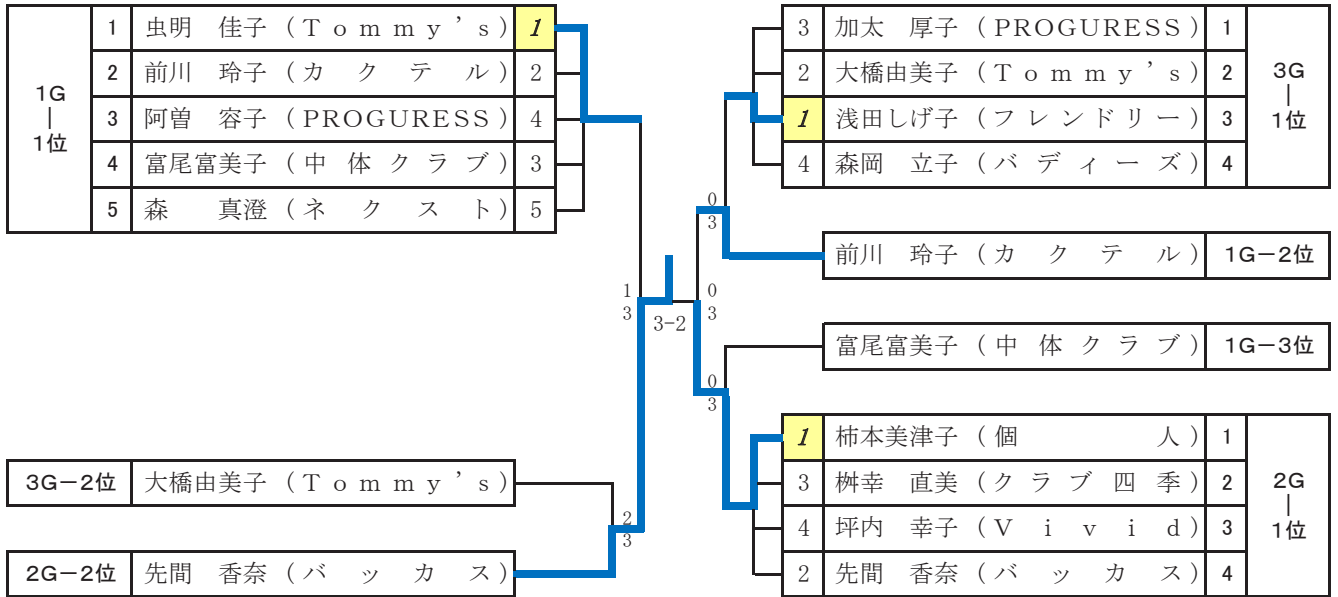 1G
|
1位
1 虫明 佳子 (Tommy's) 1
2 前川 玲子 (カクテル) 2
3 阿曽 容子 (PROGURESS) 4
4 富尾富美子 (中体クラブ) 3
5 森 真澄 (ネクスト) 5
3G－2位 大橋由美子 (Tommy's)
2G－2位 先間 香奈 (バッカス)
1
3
2
3
3-2
3 加太 厚子 (PROGURESS) 1
2 大橋由美子 (Tommy's) 2
1 浅田しげ子 (フレンドリー) 3
4 森岡 立子 (バディーズ) 4
3G
|
1位
0
3
前川 玲子 (カクテル) 1G－2位
0
3
富尾富美子 (中体クラブ) 1G－3位
0
3
1 柿本美津子 (個人) 1
3 桝幸 直美 (クラブ四季) 2
4 坪内 幸子 (Vivid) 3
2 先間 香奈 (バッカス) 4
2G
|
1位